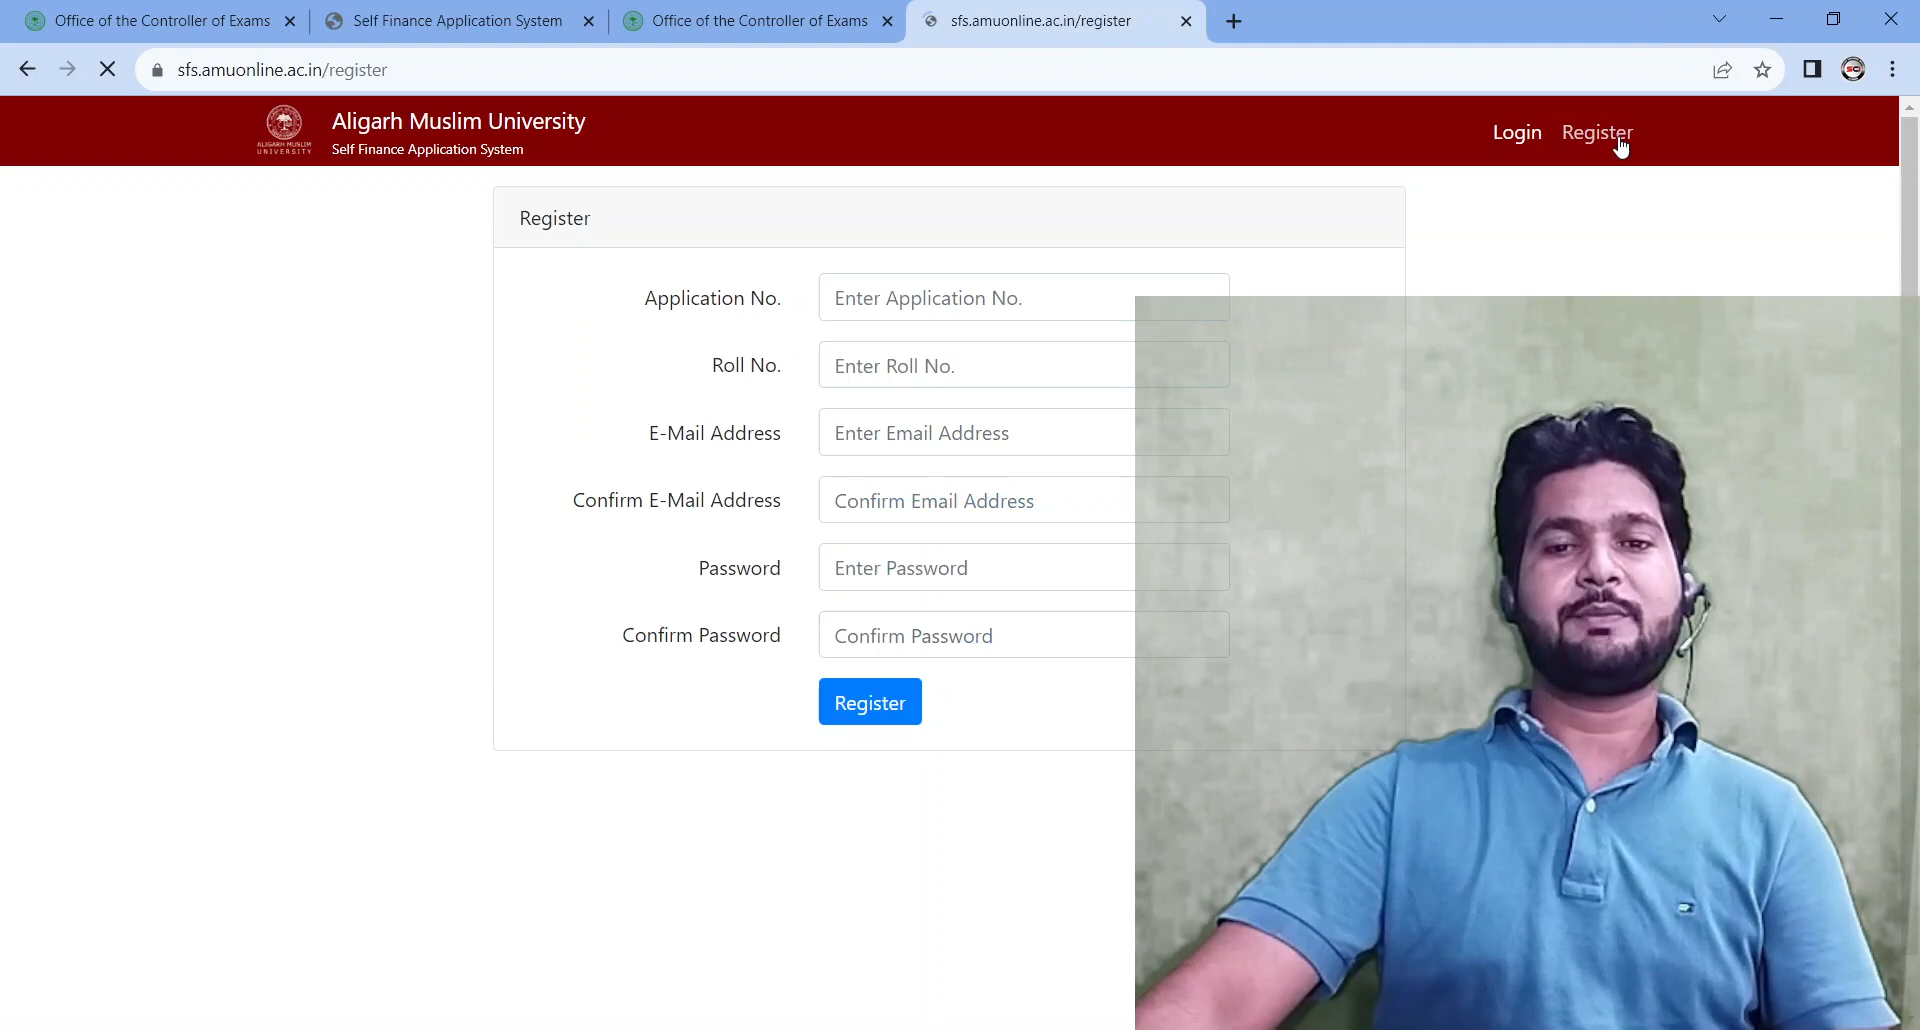 Office of the Controller of Exams
Self Finance Application System
Office of the Controller of Exams
sfs.amuonline.ac.in/register
sfs.amuonline.ac.in/register
ALIGARH MUSLIM
UNIVERSITY
Aligarh Muslim University
Self Finance Application System
Login Register
Register
Application No. Enter Application No.
Roll No. Enter Roll No.
E-Mail Address Enter Email Address
Confirm E-Mail Address Confirm Email Address
Password Enter Password
Confirm Password Confirm Password
Register